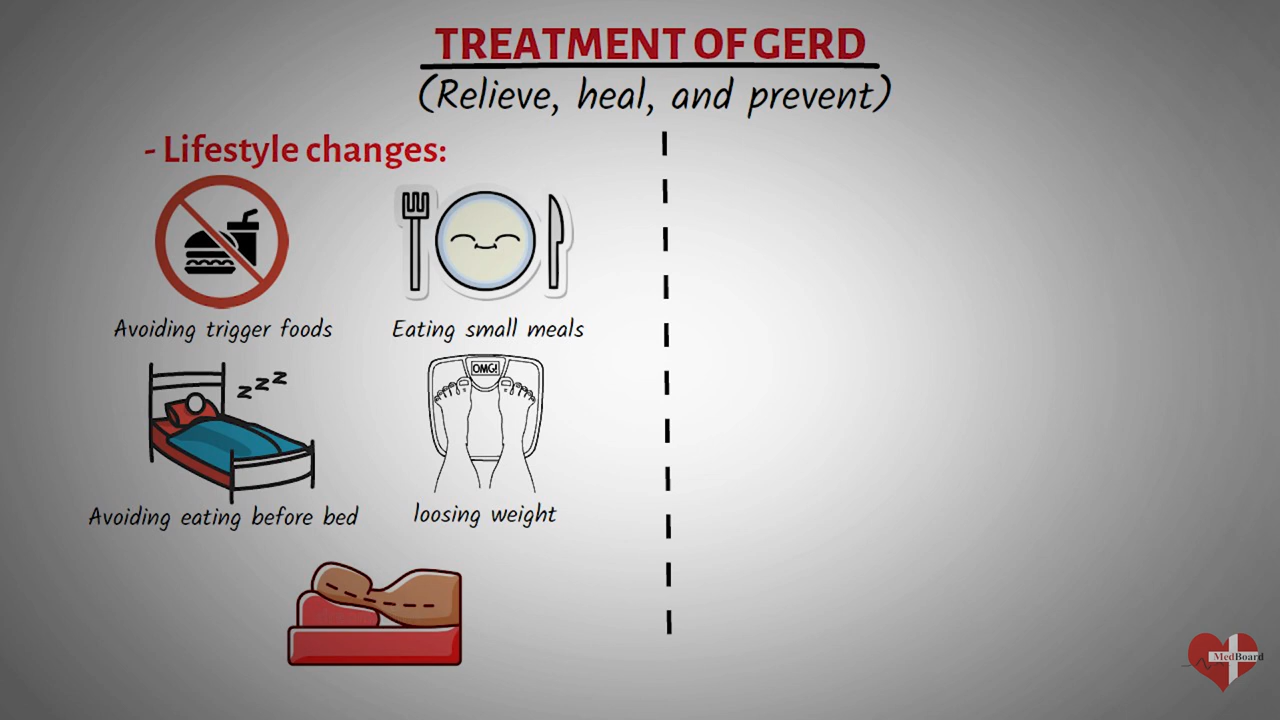 TREATMENT OF GERD
(Relieve, heal, and prevent)
- Lifestyle changes:
Avoiding trigger foods
Eating small meals
z z z
OMG!
Avoiding eating before bed
loosing weight
MedBoard